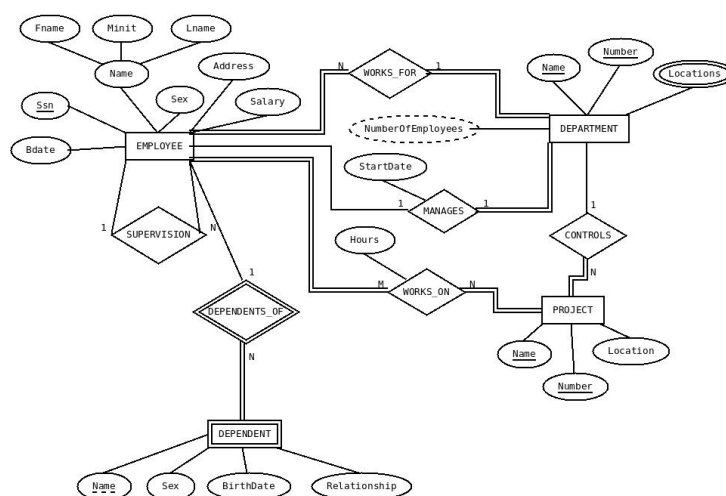 Fname
Minit
Lname
Name
Address
Sex
Salary
Ssn
Bdate
EMPLOYEE
N
WORKS_FOR
1
Name
Number
Locations
NumberOfEmployees
DEPARTMENT
StartDate
1
MANAGES
1
1
SUPERVISION
N
1
CONTROLS
N
Hours
M
WORKS_ON
N
1
DEPENDENTS_OF
N
PROJECT
Name
Number
Location
DEPENDENT
Name
Sex
BirthDate
Relationship